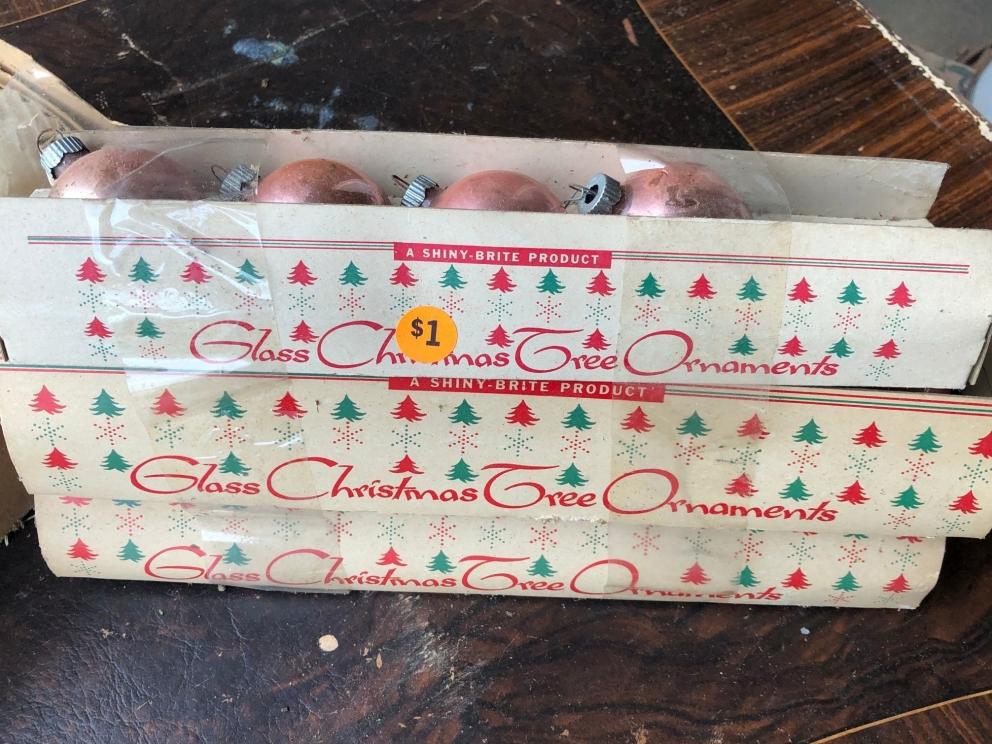 A SHINY-BRITE PRODUCT
$1
Glass Christmas Tree Ornaments
A SHINY-BRITE PRODUCT
Glass Christmas Tree Ornaments
Glass Christmas Tree Ornaments